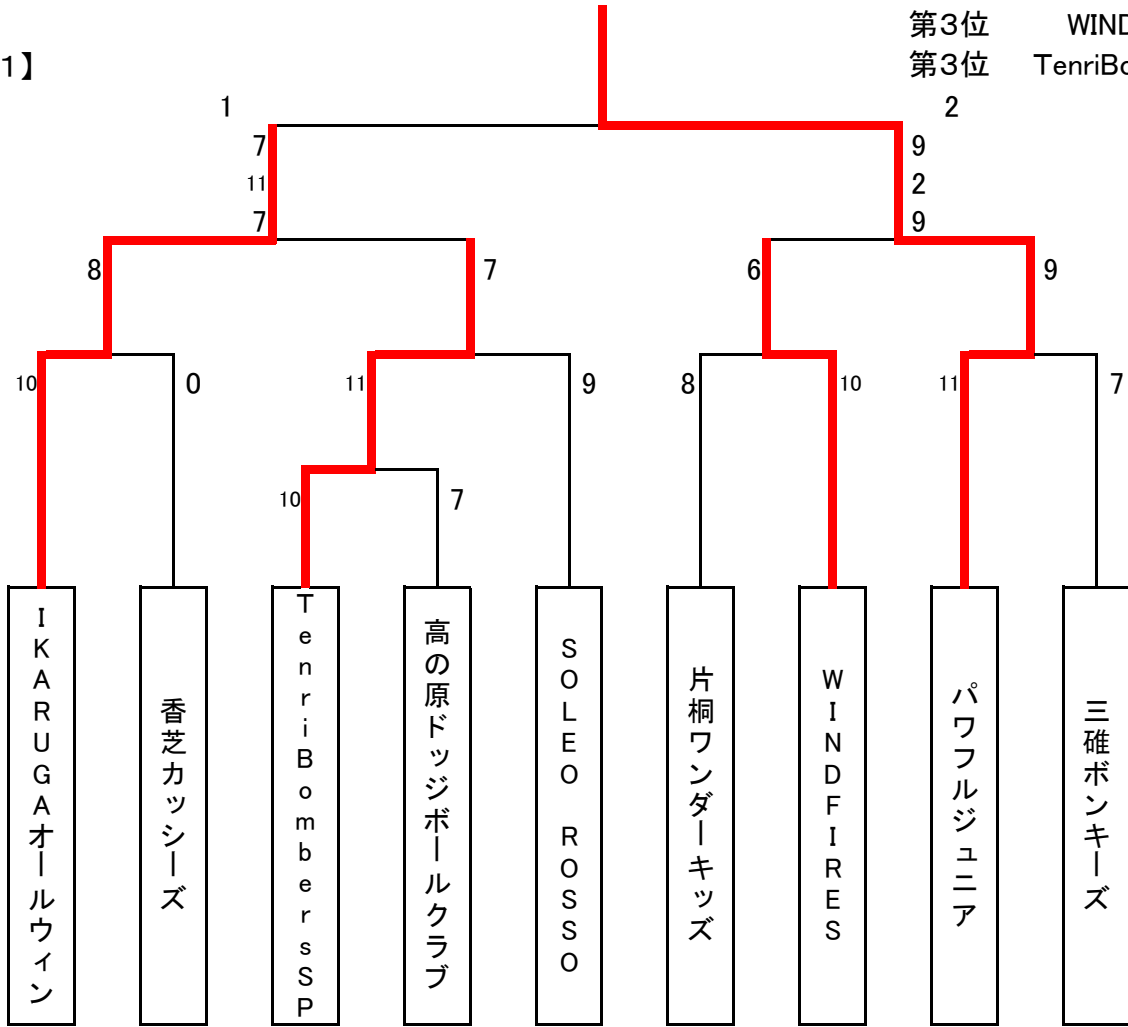 第3位 WIND
1】
第3位 TenriBo
1 2
7 9
11 2
7 9
8 7 6 9
10 0 11 9 8 10 11 7
10 7
IKARUGAオールウィン
香芝カッシーズ
TenriBombersSP
高の原ドッジボールクラブ
SOLEO ROSSO
片桐ワンダーキッズ
WINDFIRES
パワフルジュニア
三碓ボンキーズ